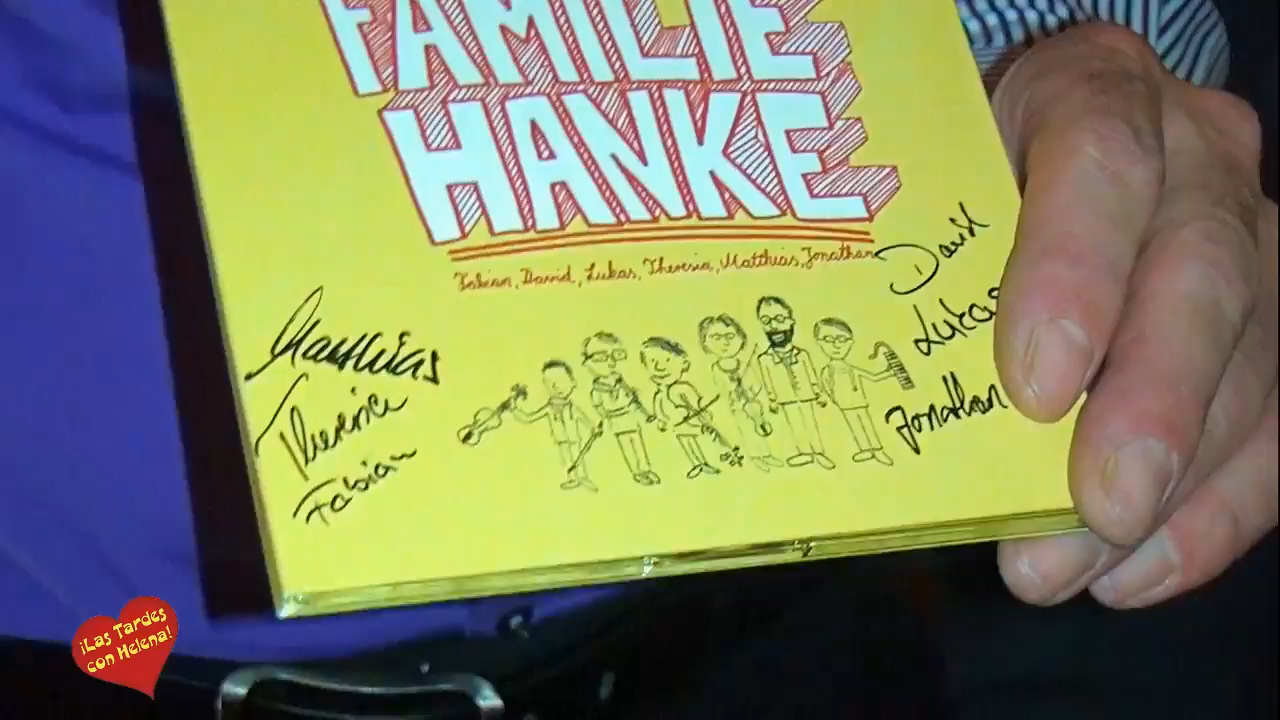 FAMILIE
HANKE
Fabian, David, Lukas, Theresia, Matthias, Jonathan
David
Lukas
Jonathan
Matthias
Theresia
Fabian
¡Las Tardes
con Helena!